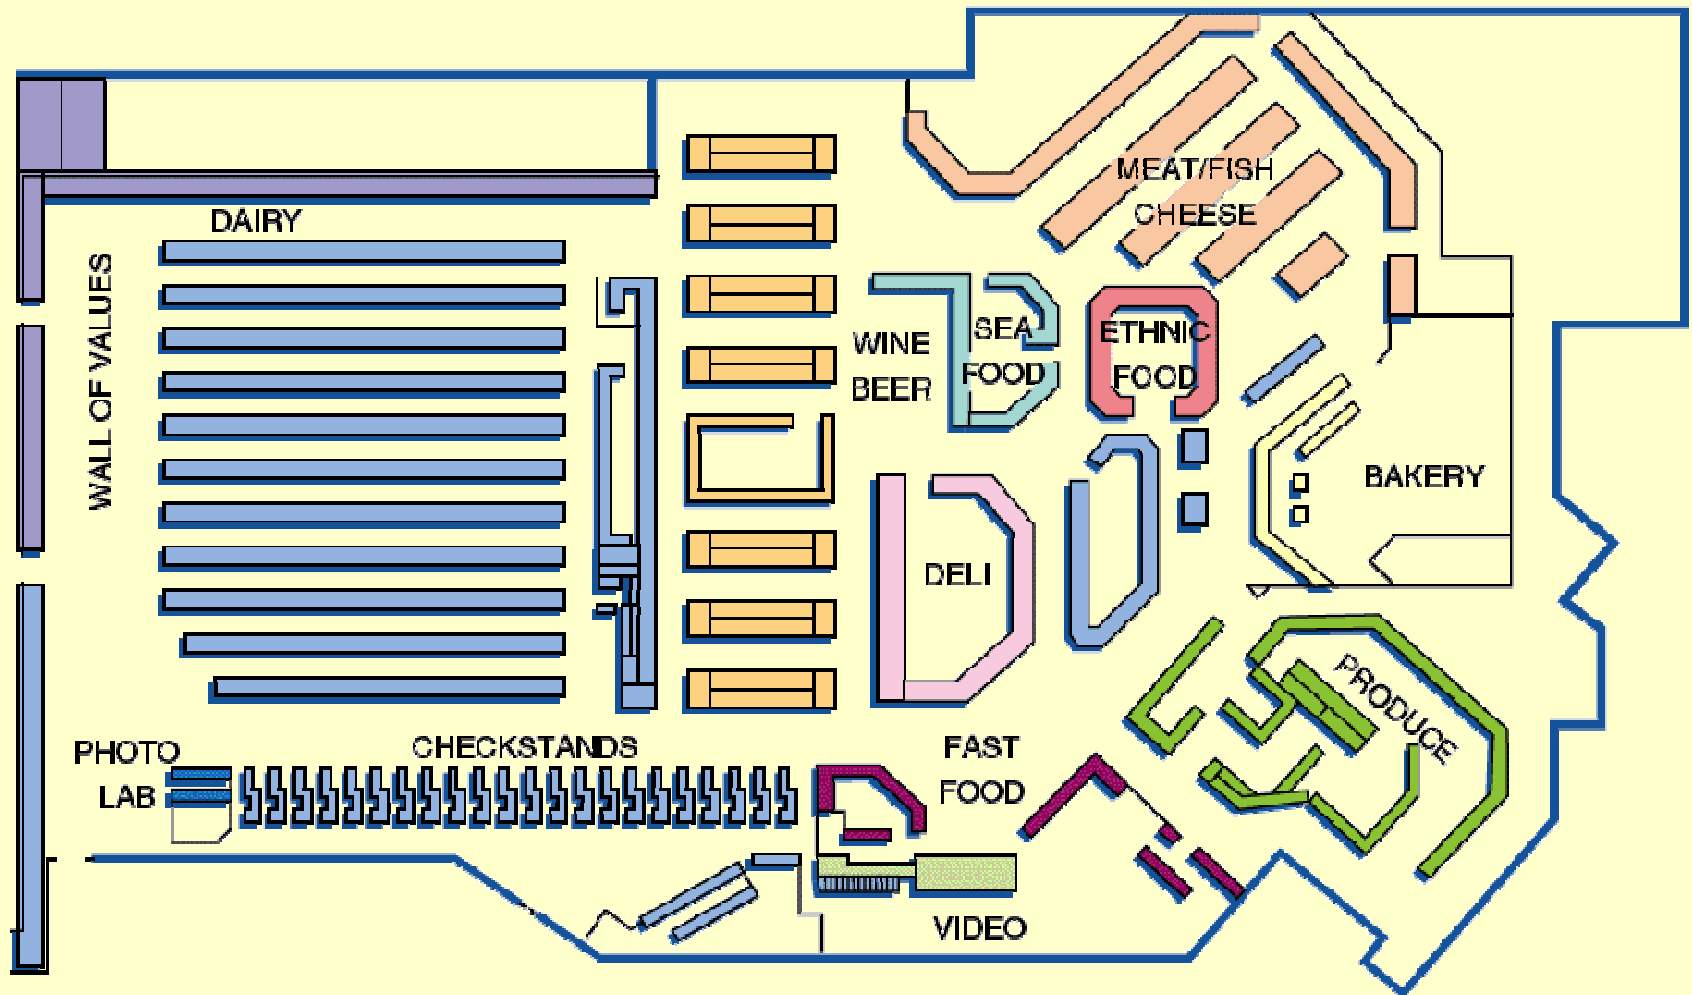 MEAT/FISH
CHEESE
DAIRY
WALL OF VALUES
WINE
BEER
SEA
FOOD
ETHNIC
FOOD
BAKERY
DELI
PRODUCE
PHOTO
LAB
CHECKSTANDS
FAST
FOOD
VIDEO